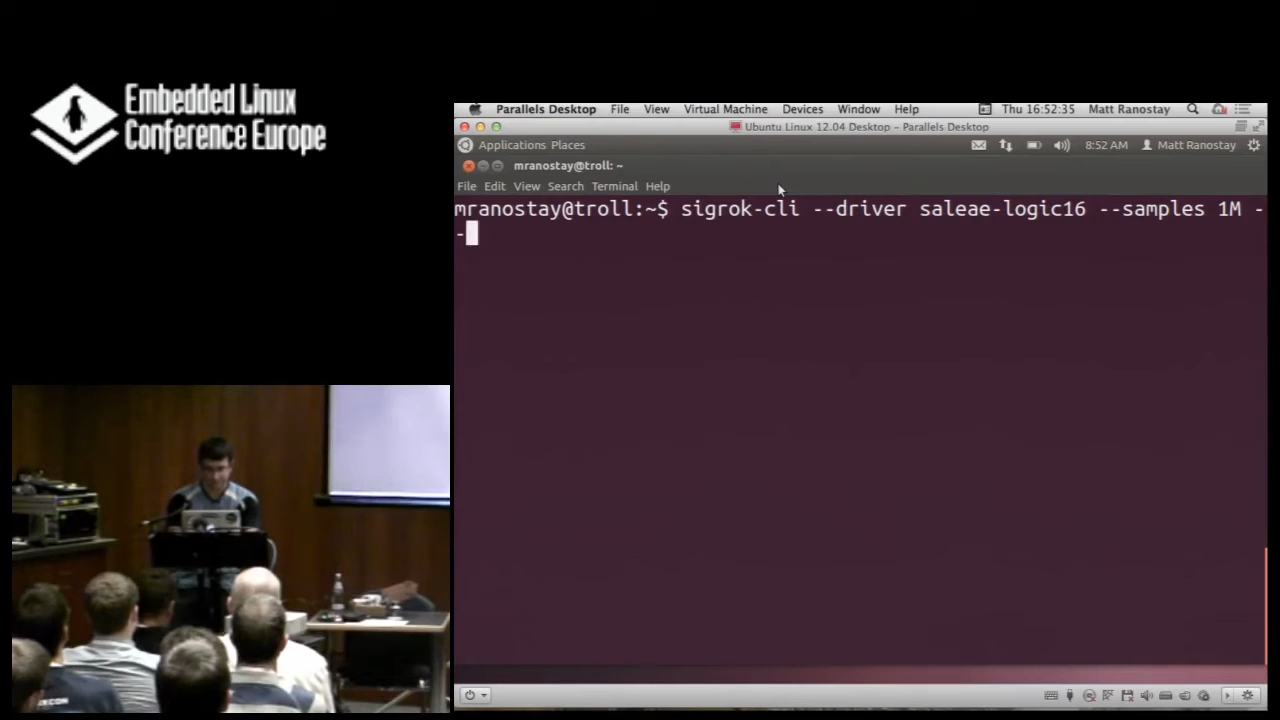 Embedded Linux
Conference Europe
Parallels Desktop File View Virtual Machine Devices Window Help Thu 16:52:35 Matt Ranostay
Ubuntu Linux 12.04 Desktop – Parallels Desktop
Applications Places 8:52 AM Matt Ranostay
mranostay@troll: ~
File Edit View Search Terminal Help
mranostay@troll:~$ sigrok-cli --driver saleae-logic16 --samples 1M -
-